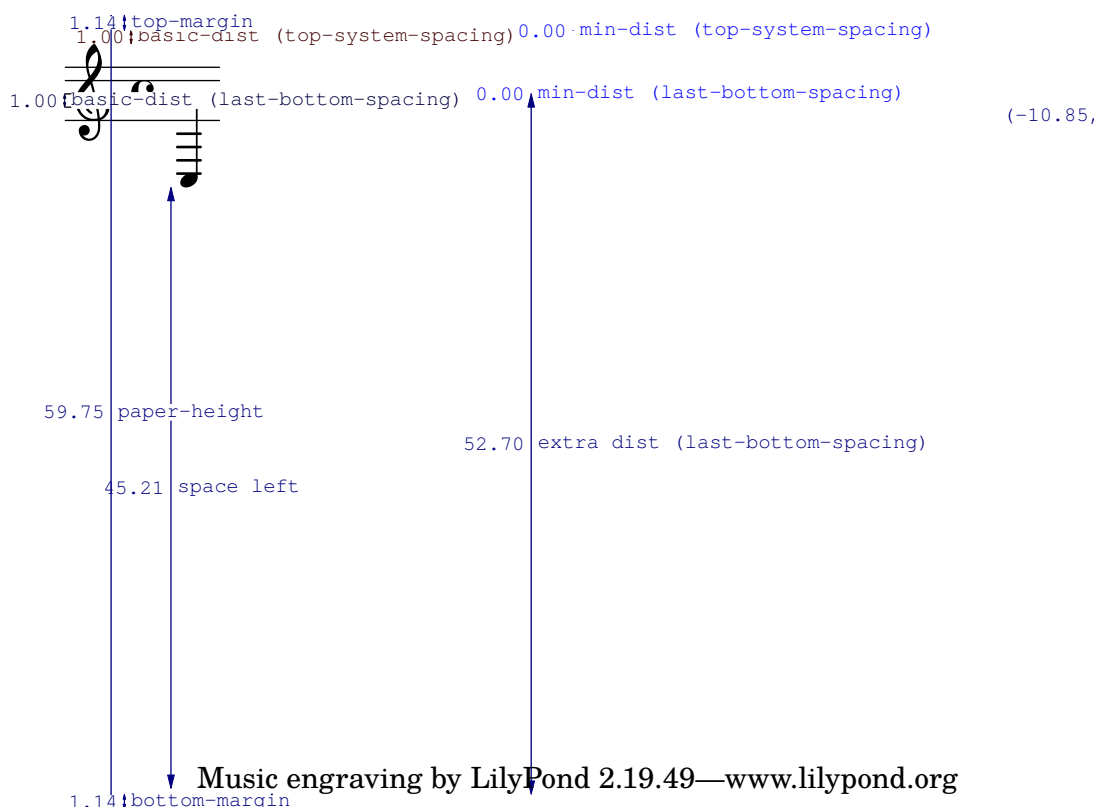 1.14 top-margin
1.00 basic-dist (top-system-spacing) 0.00 min-dist (top-system-spacing)
1.00 basic-dist (last-bottom-spacing) 0.00 min-dist (last-bottom-spacing)
(-10.85,
59.75 paper-height
52.70 extra dist (last-bottom-spacing)
45.21 space left
Music engraving by LilyPond 2.19.49—www.lilypond.org
1.14 bottom-margin